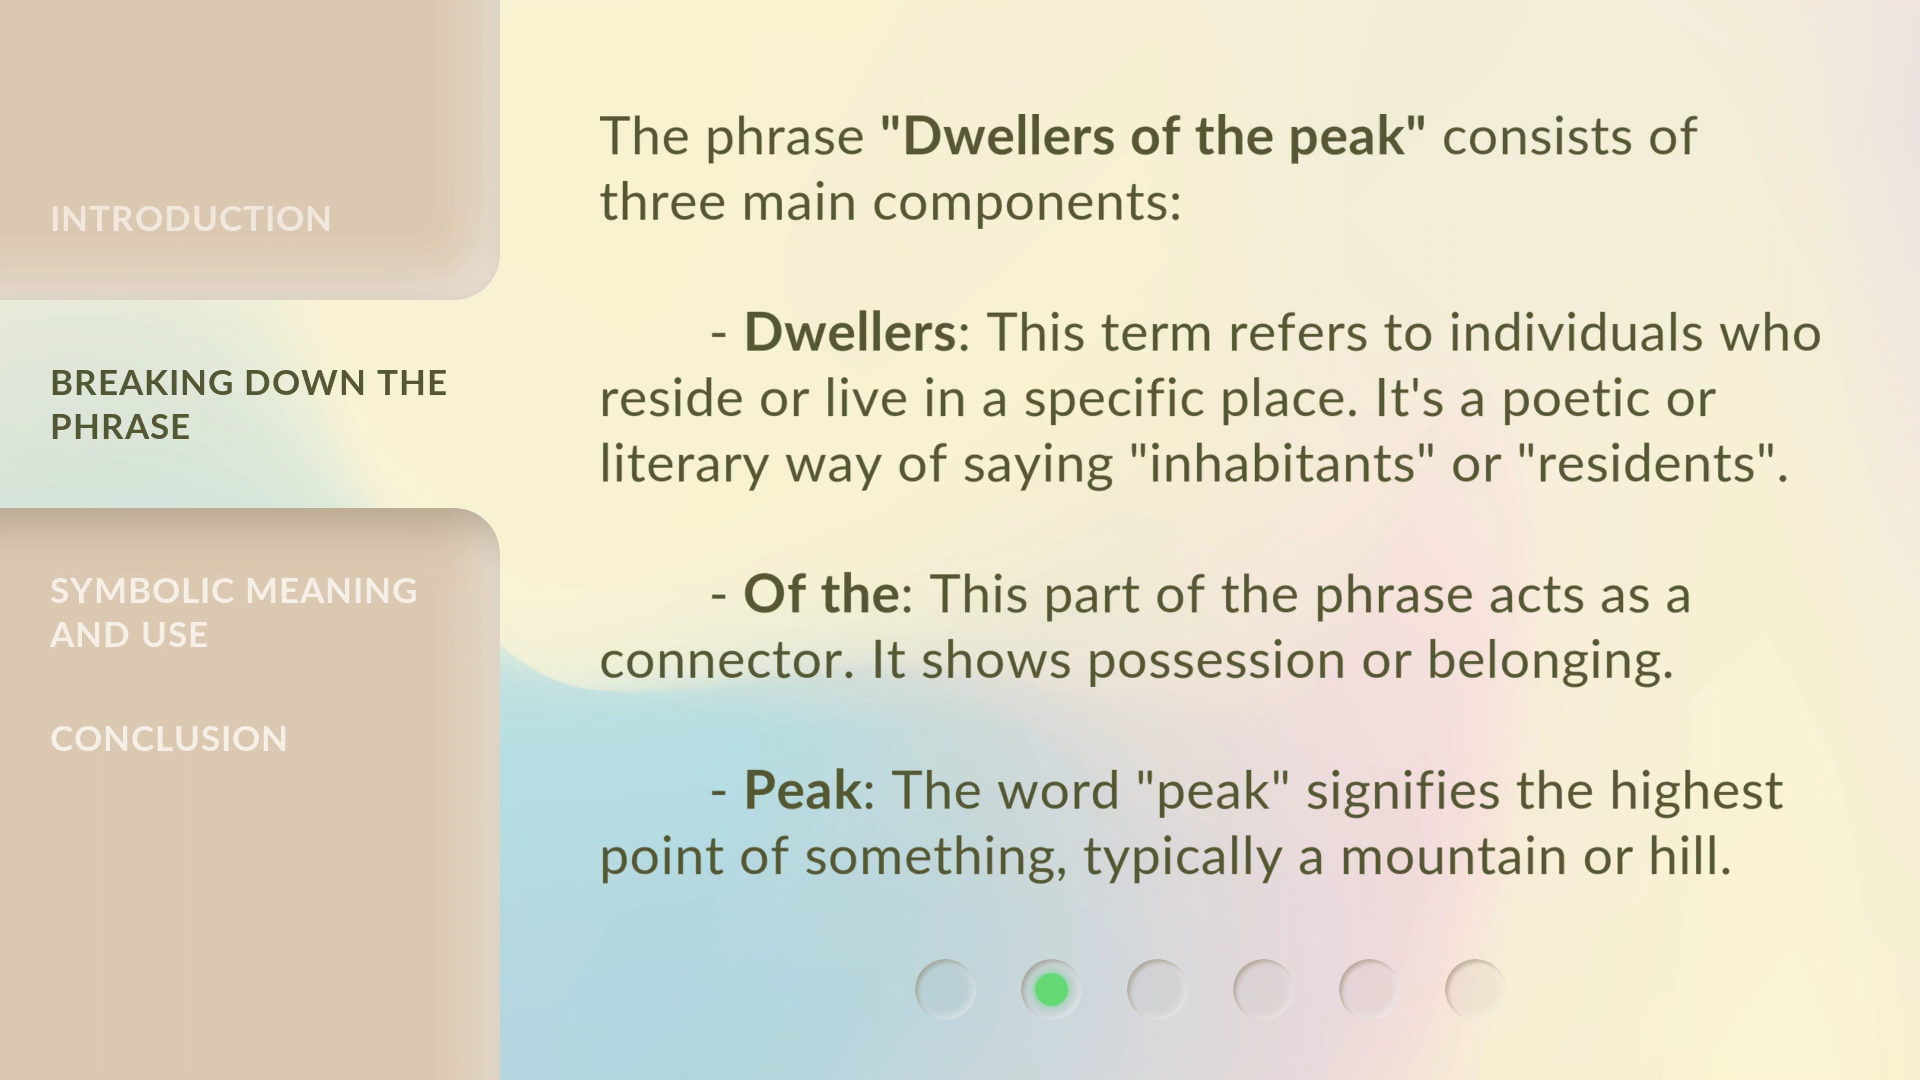 INTRODUCTION
BREAKING DOWN THE
PHRASE
SYMBOLIC MEANING
AND USE
CONCLUSION
The phrase "Dwellers of the peak" consists of
three main components:
- Dwellers: This term refers to individuals who
reside or live in a specific place. It's a poetic or
literary way of saying "inhabitants" or "residents".
- Of the: This part of the phrase acts as a
connector. It shows possession or belonging.
- Peak: The word "peak" signifies the highest
point of something, typically a mountain or hill.